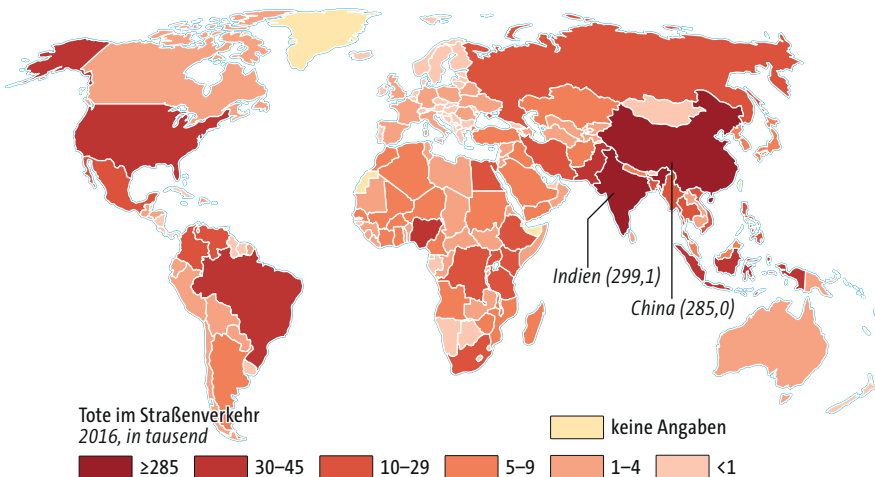 Indien (299,1)
China (285,0)
Tote im Straßenverkehr
2016, in tausend
keine Angaben
≥285
30–45
10–29
5–9
1–4
<1